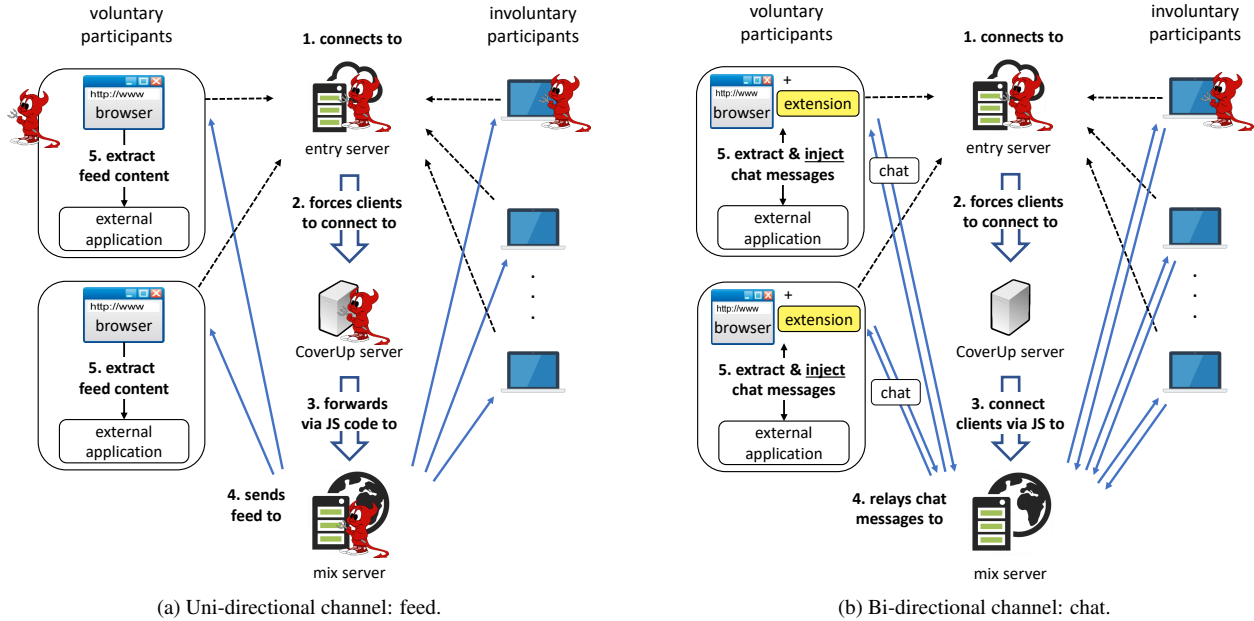 voluntary
participants
1. connects to
involuntary
participants
http://www
browser
5. extract
feed content
external
application
entry server
2. forces clients
to connect to
http://www
browser
5. extract
feed content
external
application
CoverUp server
3. forwards
via JS code to
4. sends
feed to
mix server
(a) Uni-directional channel: feed.
voluntary
participants
1. connects to
involuntary
participants
http://www
browser
+
extension
5. extract & inject
chat messages
external
application
chat
entry server
2. forces clients
to connect to
http://www
browser
+
extension
5. extract & inject
chat messages
external
application
chat
CoverUp server
3. connect
clients via JS to
4. relays chat
messages to
mix server
(b) Bi-directional channel: chat.